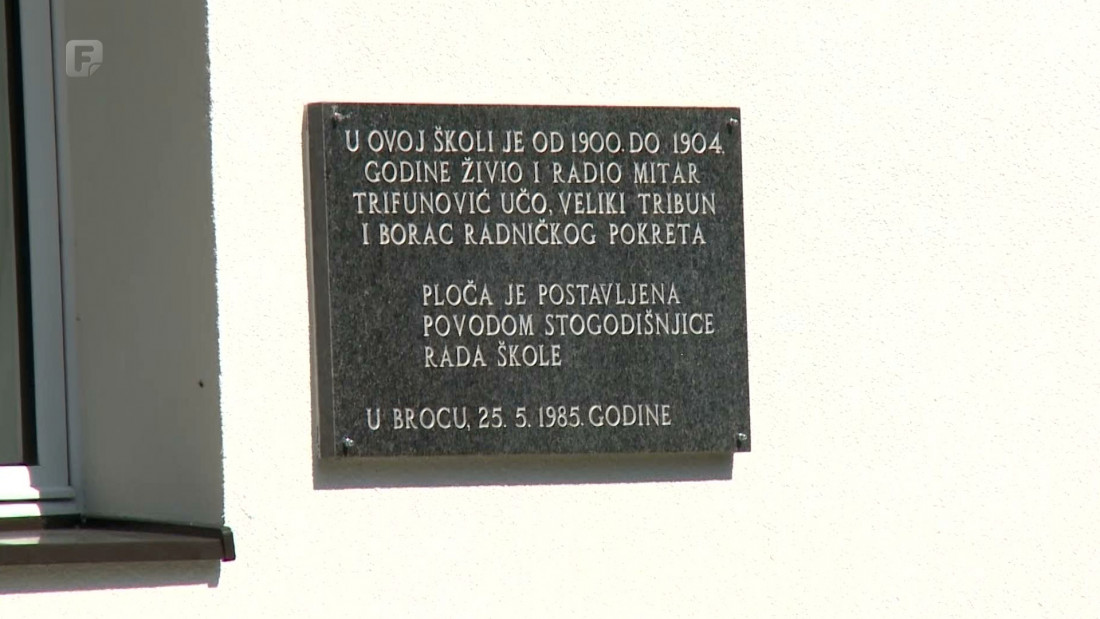 F
U OVOJ ŠKOLI JE OD 1900. DO 1904.
GODINE ŽIVIO I RADIO MITAR
TRIFUNOVIĆ UČO, VELIKI TRIBUN
I BORAC RADNIČKOG POKRETA
PLOČA JE POSTAVLJENA
POVODOM STOGODIŠNJICE
RADA ŠKOLE
U BROCU, 25. 5. 1985. GODINE